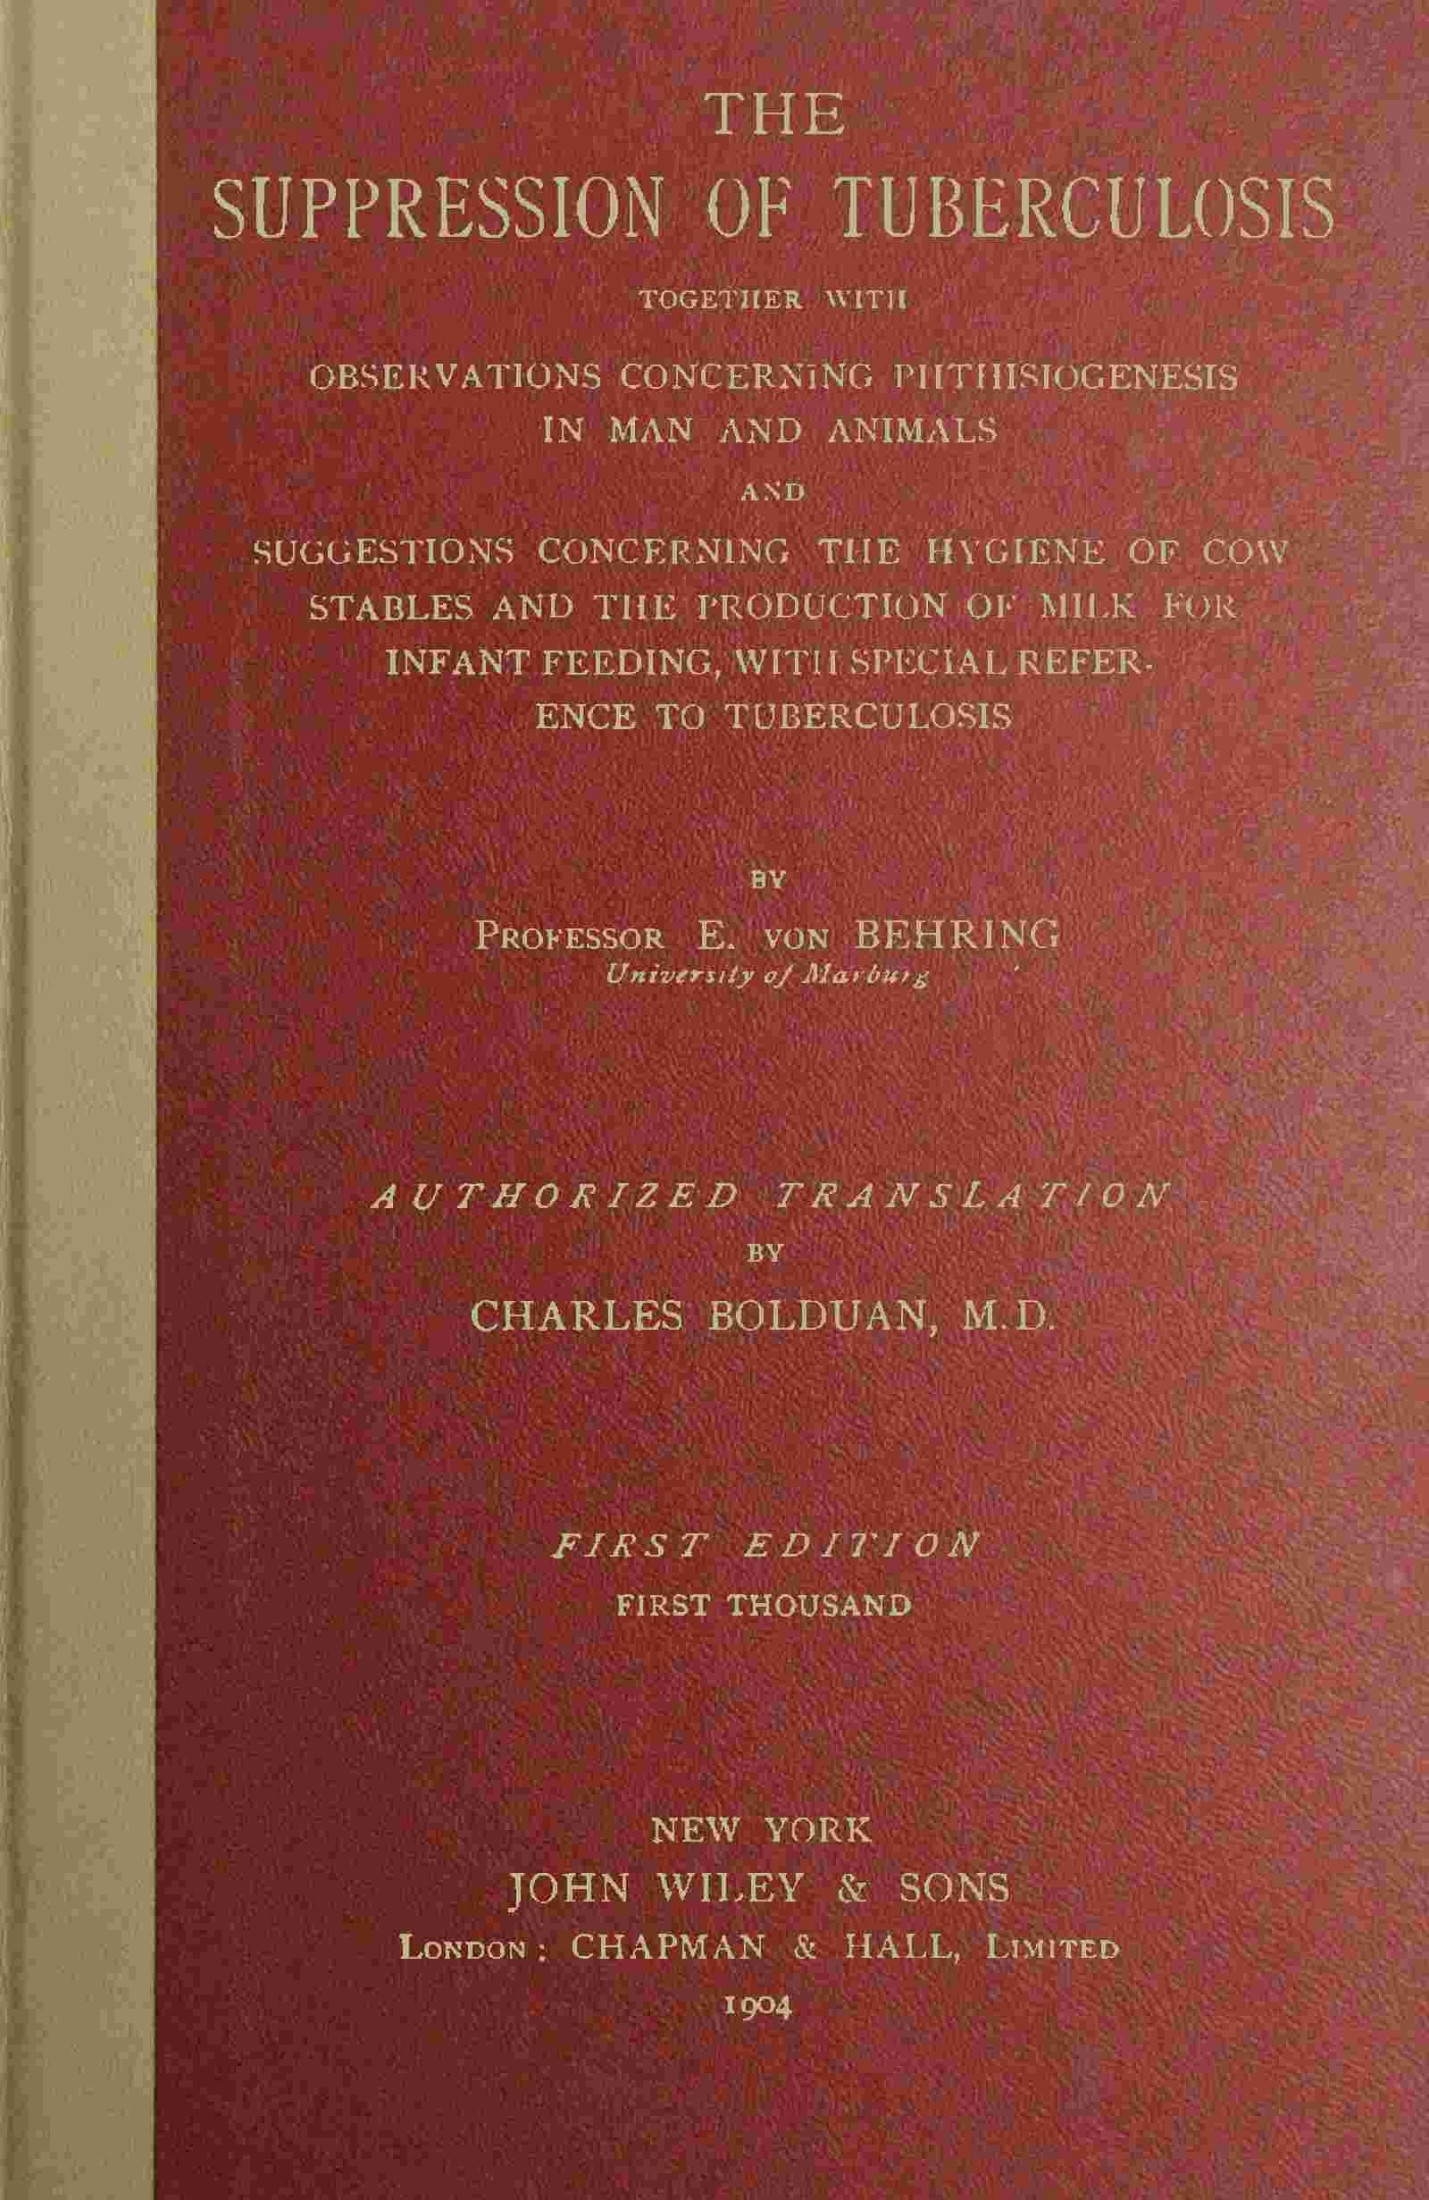 THE
SUPPRESSION OF TUBERCULOSIS
TOGETHER WITH
OBSERVATIONS CONCERNING PHTHISIOGENESIS
IN MAN AND ANIMALS
AND
SUGGESTIONS CONCERNING THE HYGIENE OF COW
STABLES AND THE PRODUCTION OF MILK FOR
INFANT FEEDING, WITH SPECIAL REFER-
ENCE TO TUBERCULOSIS
BY
PROFESSOR E. VON BEHRING
University of Marburg
AUTHORIZED TRANSLATION
BY
CHARLES BOLDUAN, M.D.
FIRST EDITION
FIRST THOUSAND
NEW YORK
JOHN WILEY & SONS
LONDON: CHAPMAN & HALL, LIMITED
1904